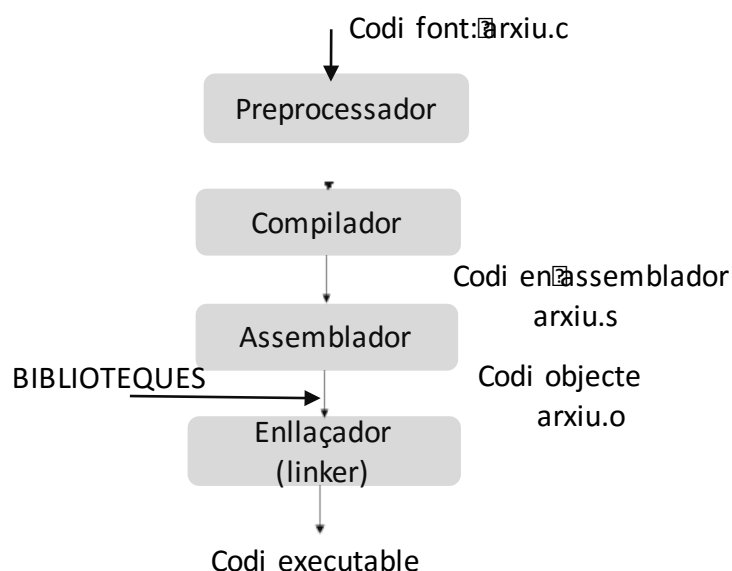 Codi font: arxiu.c
Preprocessador
Compilador
Codi en assemblador
arxiu.s
Assemblador
BIBLIOTEQUES
Codi objecte
arxiu.o
Enllaçador
(linker)
Codi executable